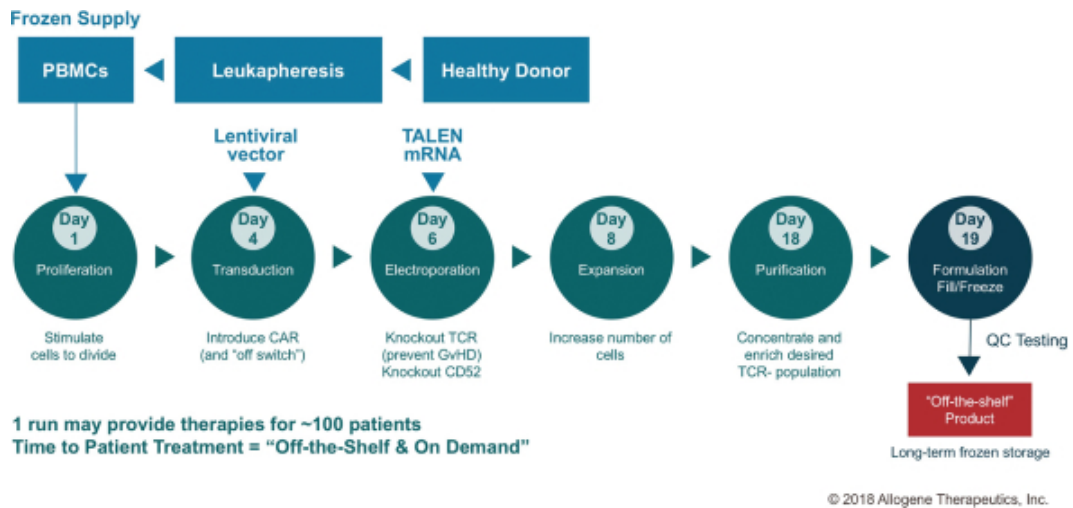 Frozen Supply
PBMCs
Leukapheresis
Healthy Donor
Lentiviral
vector
TALEN
mRNA
Day
1
Proliferation
Day
4
Transduction
Day
6
Electroporation
Day
8
Expansion
Day
18
Purification
Day
19
Formulation
Fill/Freeze
Stimulate
cells to divide
Introduce CAR
(and "off switch")
Knockout TCR
(prevent GvHD)
Knockout CD52
Increase number of
cells
Concentrate and
enrich desired
TCR- population
QC Testing
"Off-the-shelf"
Product
Long-term frozen storage
1 run may provide therapies for ~100 patients
Time to Patient Treatment = "Off-the-Shelf & On Demand"
© 2018 Allogene Therapeutics, Inc.